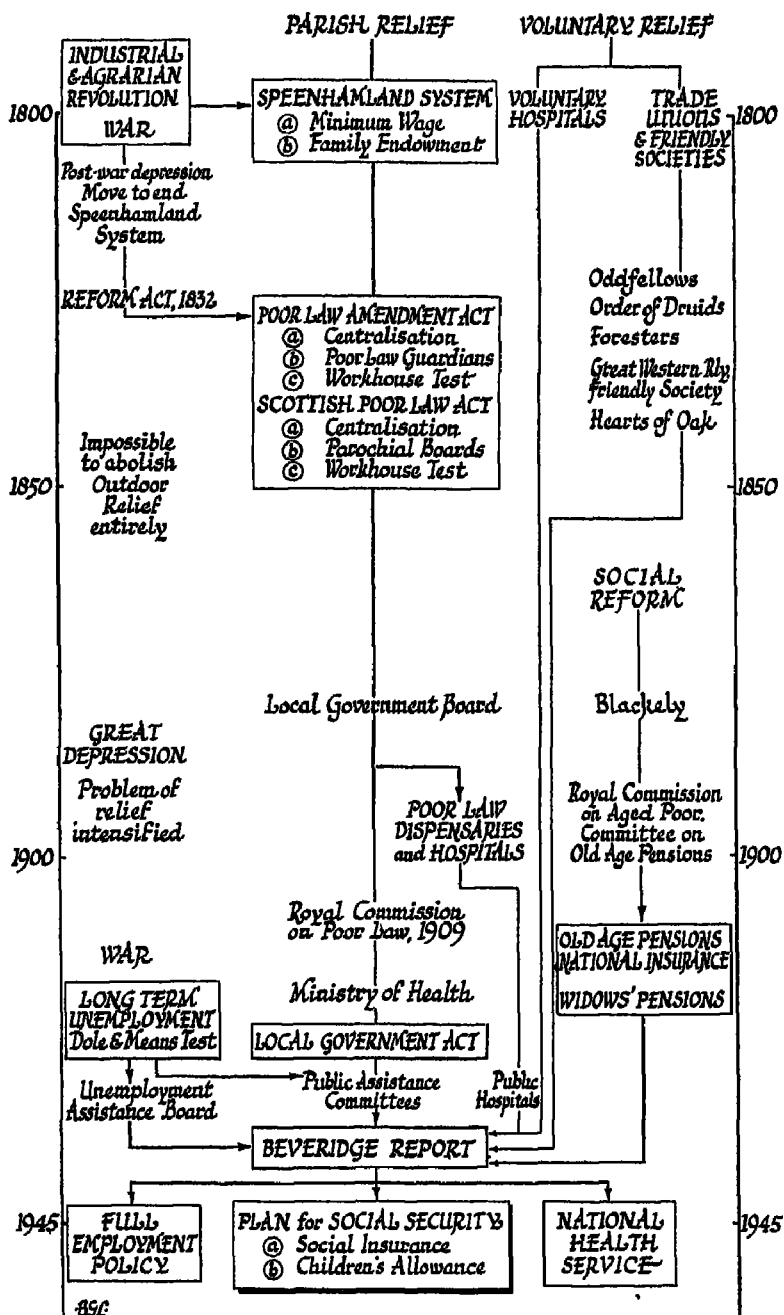 PARISH RELIEF
VOLUNTARY RELIEF
INDUSTRIAL
& AGRARIAN
REVOLUTION
WAR
1800
SPEENHAMLAND SYSTEM
ⓐ Minimum Wage
ⓑ Family Endowment
VOLUNTARY
HOSPITALS
TRADE
UNIONS
& FRIENDLY
SOCIETIES
1800
Post-war depression
Move to end
Speenhamland
System
REFORM ACT, 1832
POOR LAW AMENDMENT ACT
ⓐ Centralisation
ⓑ Poor Law Guardians
ⓒ Workhouse Test
SCOTTISH POOR LAW ACT
ⓐ Centralisation
ⓑ Parochial Boards
ⓒ Workhouse Test
Oddfellows
Order of Druids
Foresters
Great Western Rly
Friendly Society
Hearts of Oak
Impossible
to abolish
Outdoor
Relief
entirely
1850
1850
SOCIAL
REFORM
Local Government Board
Blackely
GREAT
DEPRESSION
Problem of
relief
intensified
POOR LAW
DISPENSARIES
and HOSPITALS
Royal Commission
on Aged Poor.
Committee on
Old Age Pensions
1900
1900
Royal Commission
on Poor Law, 1909
OLD AGE PENSIONS
NATIONAL INSURANCE
WIDOWS' PENSIONS
WAR
LONG TERM
UNEMPLOYMENT
Dole & Means Test
Ministry of Health
LOCAL GOVERNMENT ACT
Unemployment
Assistance Board
Public Assistance
Committees
Public
Hospitals
BEVERIDGE REPORT
1945
FULL
EMPLOYMENT
POLICY
PLAN for SOCIAL SECURITY
ⓐ Social Insurance
ⓑ Children's Allowance
NATIONAL
HEALTH
SERVICE
1945